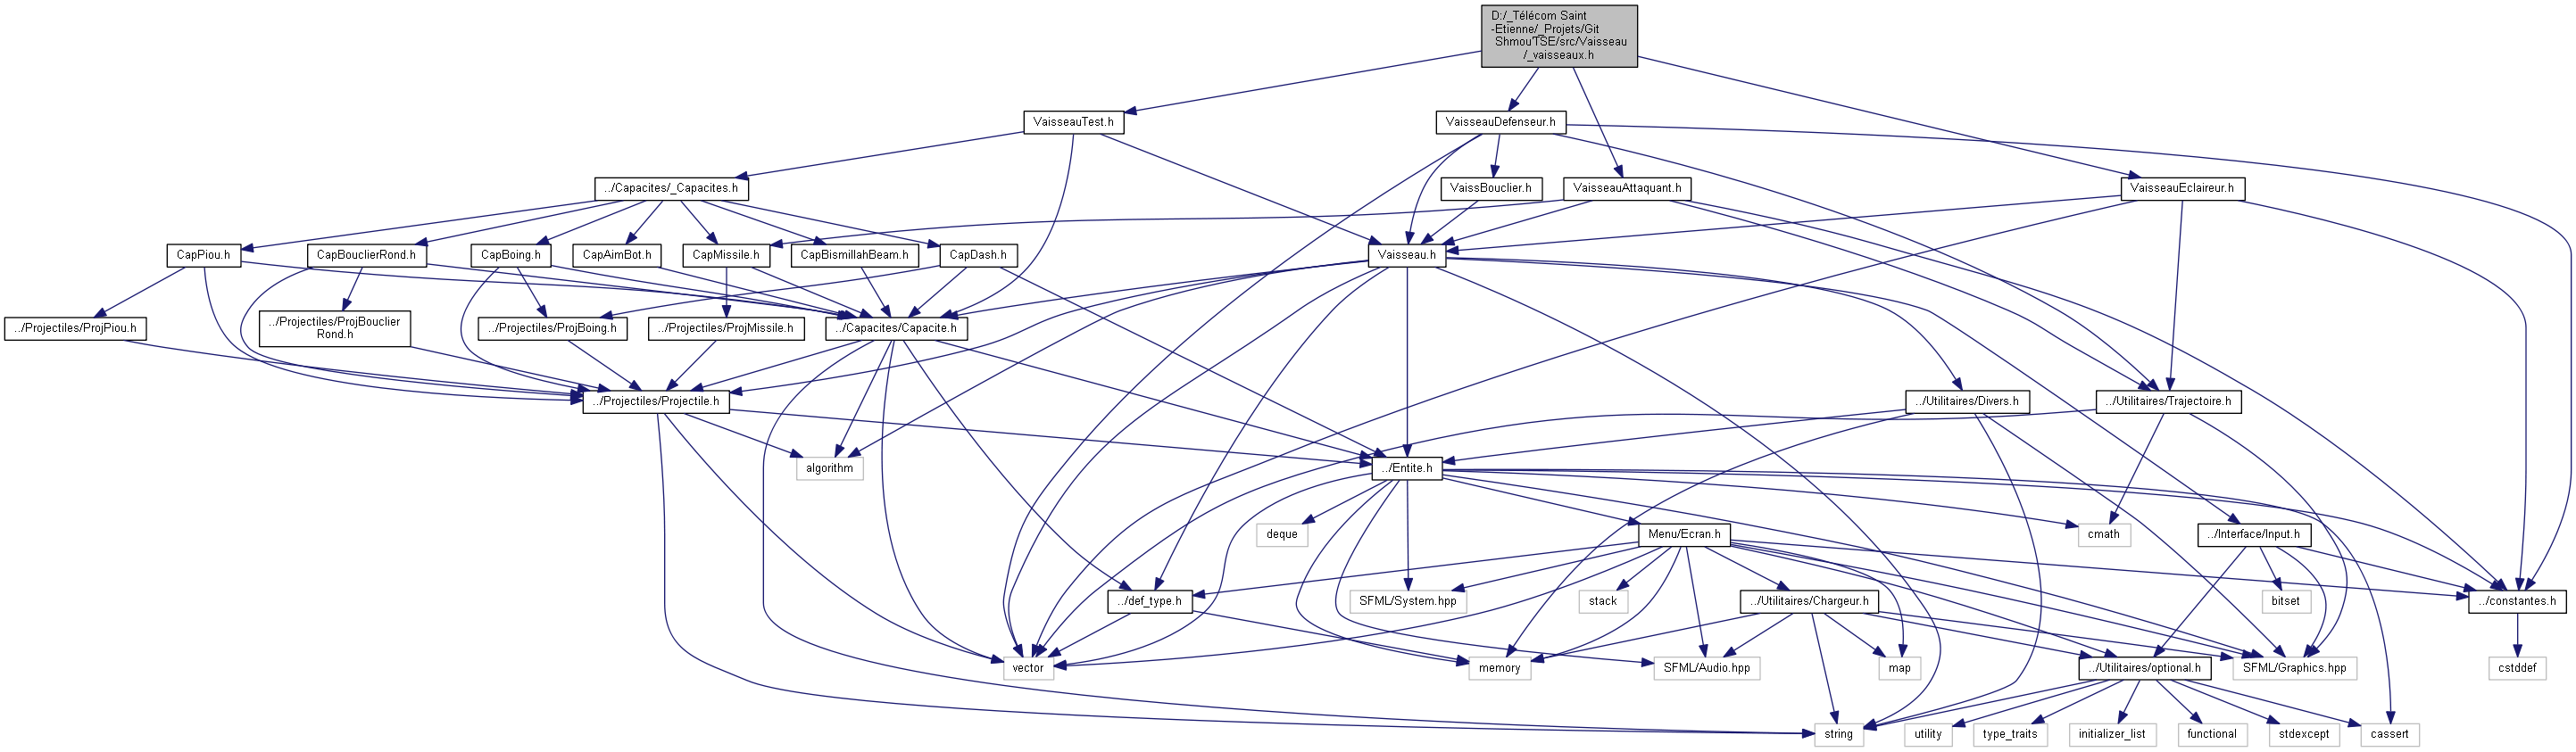 D:/_Télécom Saint
-Etienne/_Projets/Git
ShmouTSE/src/Vaisseau
/_vaisseaux.h
VaisseauTest.h
VaisseauDefenseur.h
../Capacites/_Capacites.h
VaissBouclier.h
VaisseauAttaquant.h
VaisseauEclaireur.h
CapPiou.h
CapBouclierRond.h
CapBoing.h
CapAimBot.h
CapMissile.h
CapBismillahBeam.h
CapDash.h
Vaisseau.h
../Projectiles/ProjPiou.h
../Projectiles/ProjBouclier
Rond.h
../Projectiles/ProjBoing.h
../Projectiles/ProjMissile.h
../Capacites/Capacite.h
../Projectiles/Projectile.h
../Utilitaires/Divers.h
../Utilitaires/Trajectoire.h
algorithm
../Entite.h
deque
Menu/Ecran.h
cmath
../Interface/Input.h
../def_type.h
SFML/System.hpp
stack
../Utilitaires/Chargeur.h
bitset
../constantes.h
vector
memory
SFML/Audio.hpp
map
../Utilitaires/optional.h
SFML/Graphics.hpp
cstddef
string
utility
type_traits
initializer_list
functional
stdexcept
cassert